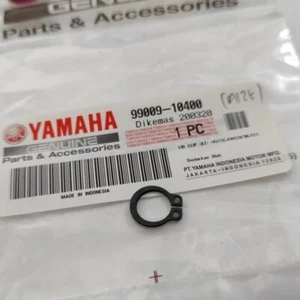 YAMAHA
Genuine
Parts & Accessories
99009-10400
Dikemas 200320
1 PC
MADE IN INDONESIA
PT. YAMAHA INDONESIA MOTOR MFG.
JAKARTA-INDONESIA 13920
Parts & Accessories